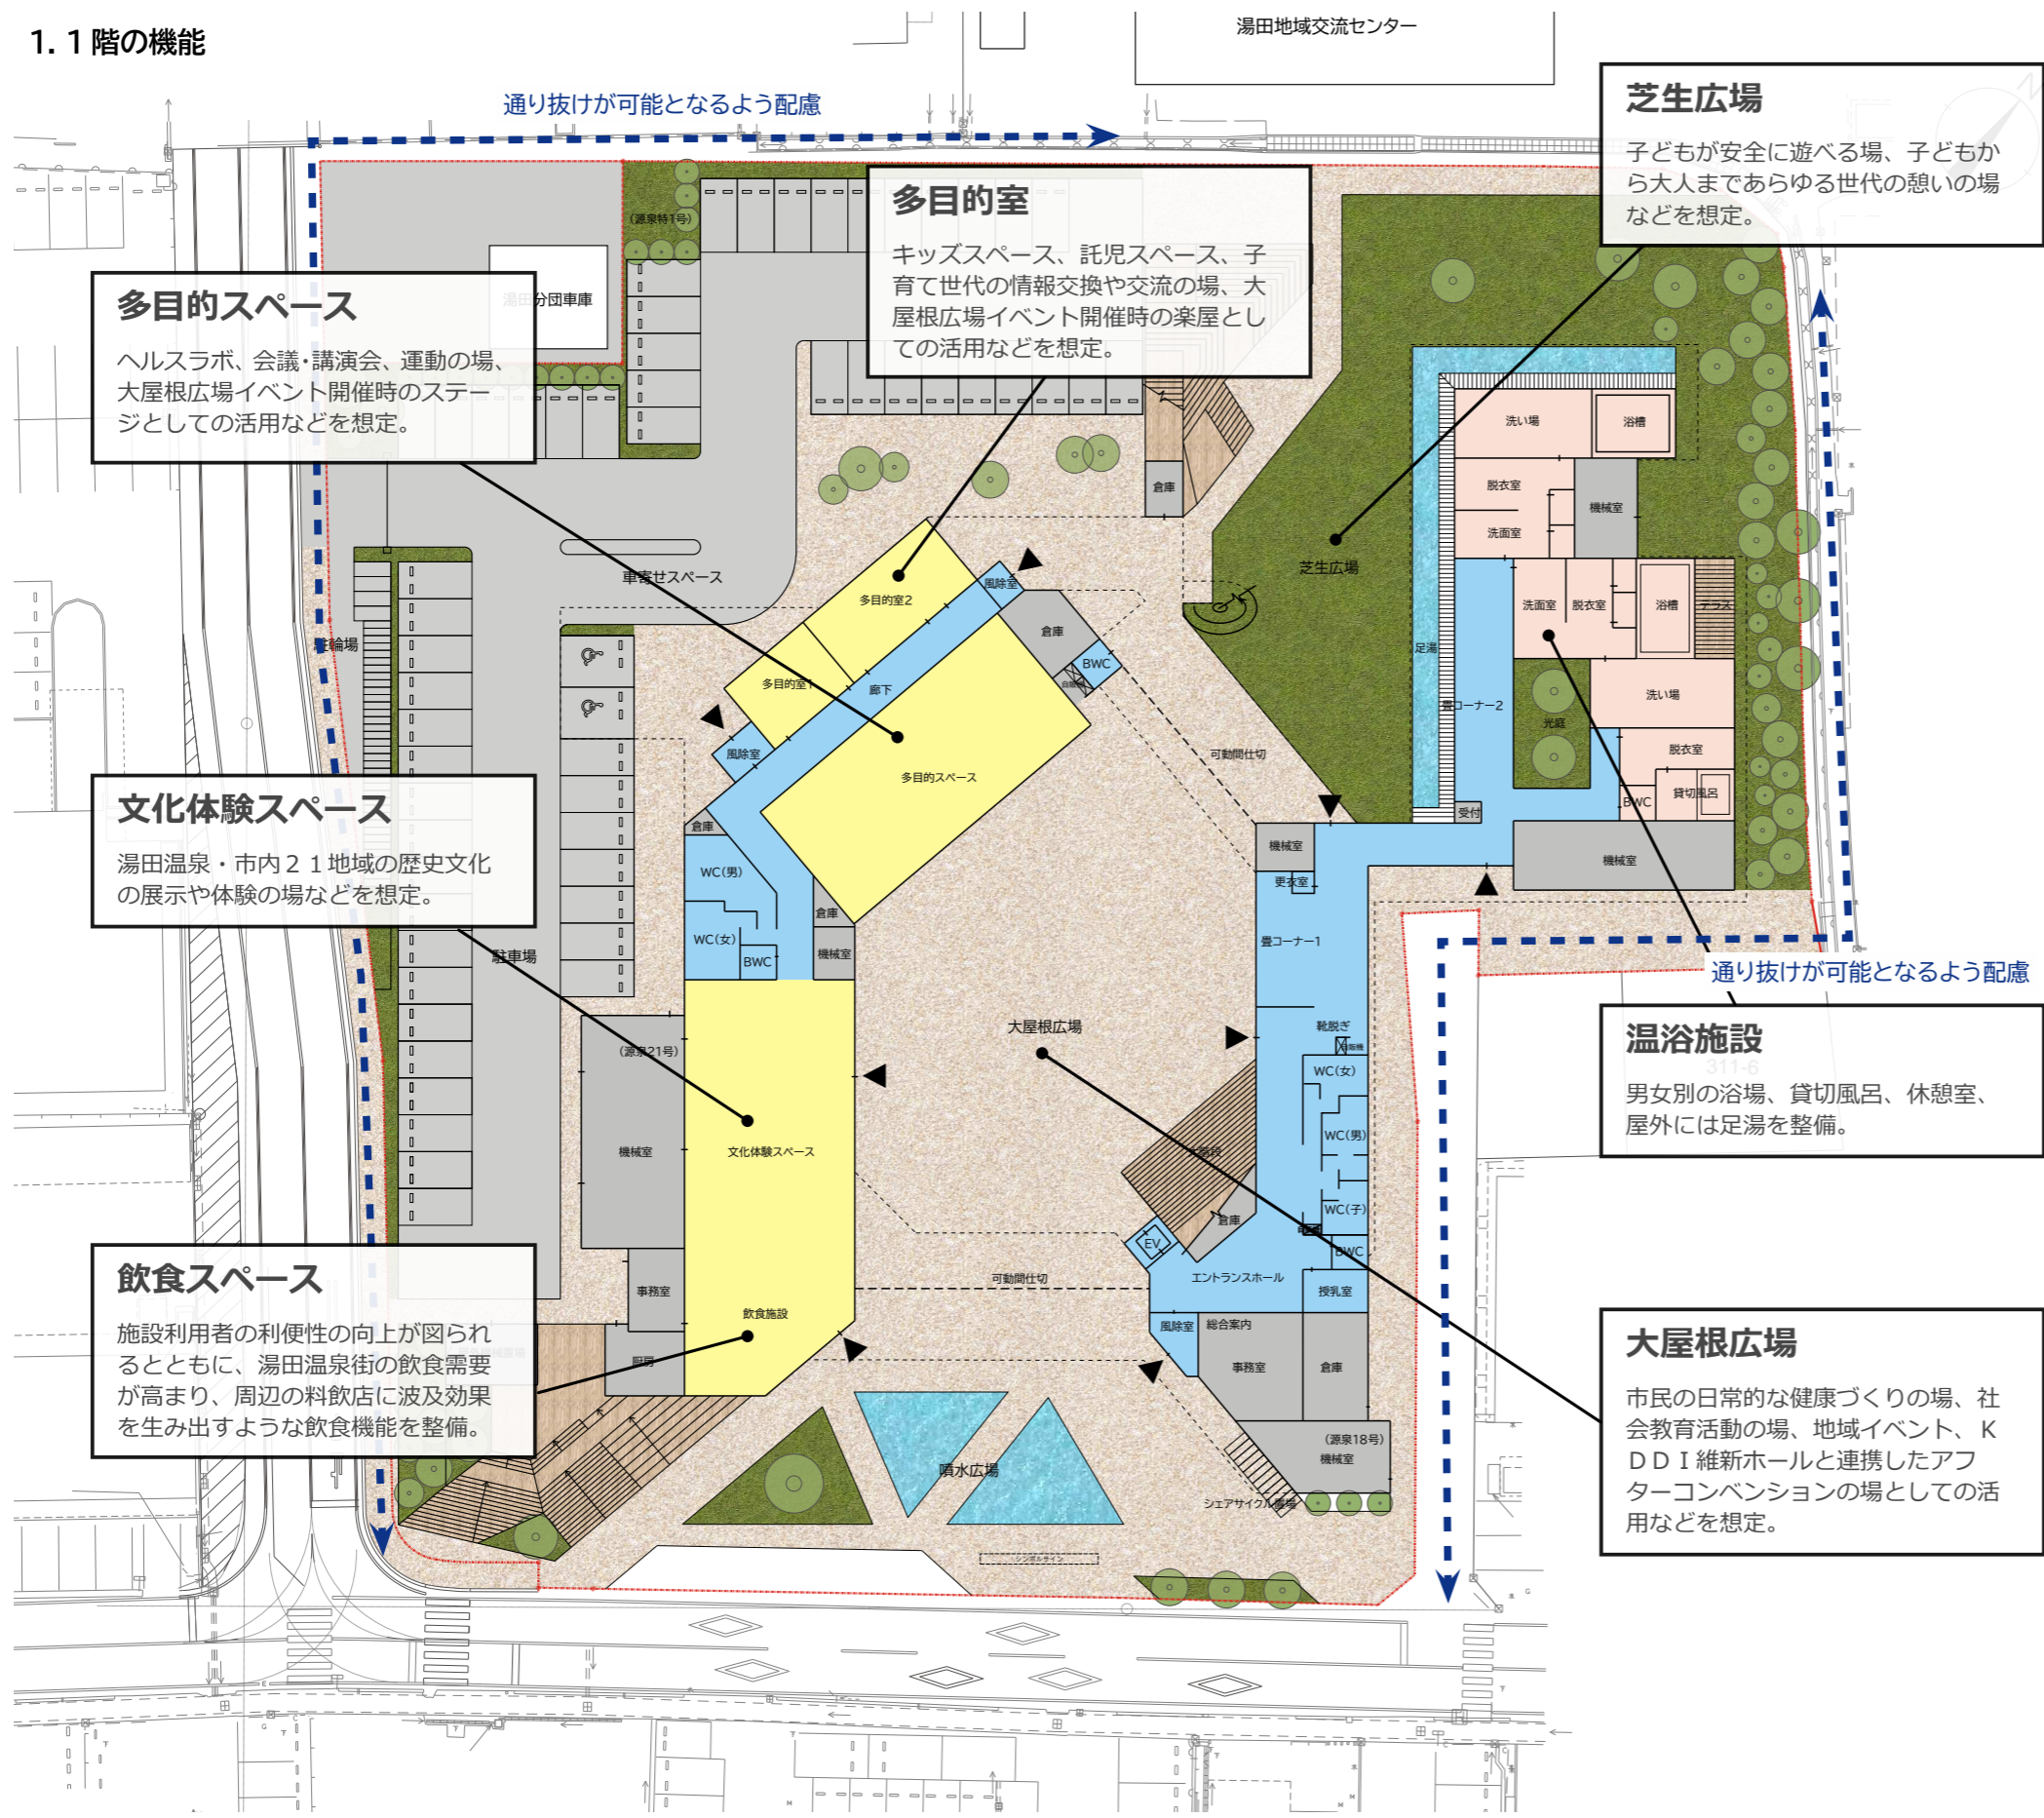 1. 1階の機能
湯田地域交流センター
通り抜けが可能となるよう配慮
芝生広場
子どもが安全に遊べる場、子どもか
ら大人まであらゆる世代の憩いの場
などを想定。
多目的室
キッズスペース、託児スペース、子
育て世代の情報交換や交流の場、大
屋根広場イベント開催時の楽屋とし
ての活用などを想定。
(源泉特1号)
湯田分団車庫
多目的スペース
ヘルスラボ、会議・講演会、運動の場、
大屋根広場イベント開催時のステー
ジとしての活用などを想定。
洗い場
浴槽
脱衣室
機械室
洗面室
倉庫
車寄せスペース
芝生広場
風除室
多目的室2
洗面室
脱衣室
浴槽
テラス
駐輪場
倉庫
足湯
BWC
自販機
多目的室1
廊下
洗い場
畳コーナー2
光庭
風除室
可動間仕切
脱衣室
多目的スペース
貸切風呂
BWC
受付
文化体験スペース
湯田温泉・市内21地域の歴史文化
の展示や体験の場などを想定。
倉庫
機械室
機械室
WC(男)
更衣室
倉庫
WC(女)
畳コーナー1
機械室
BWC
駐車場
通り抜けが可能となるよう配慮
大屋根広場
靴脱ぎ
自販機
(源泉21号)
WC(女)
温浴施設
311-6
男女別の浴場、貸切風呂、休憩室、
屋外には足湯を整備。
WC(男)
機械室
文化体験スペース
大階段
WC(子)
倉庫
EV
BWC
飲食スペース
施設利用者の利便性の向上が図られ
るとともに、湯田温泉街の飲食需要
が高まり、周辺の料飲店に波及効果
を生み出すような飲食機能を整備。
エントランスホール
可動間仕切
事務室
授乳室
飲食施設
風除室
総合案内
厨房
事務室
倉庫
大屋根広場
市民の日常的な健康づくりの場、社
会教育活動の場、地域イベント、K
DDI維新ホールと連携したアフ
ターコンベンションの場としての活
用などを想定。
(源泉18号)
機械室
噴水広場
シェアサイクル置場
シンボルサイン